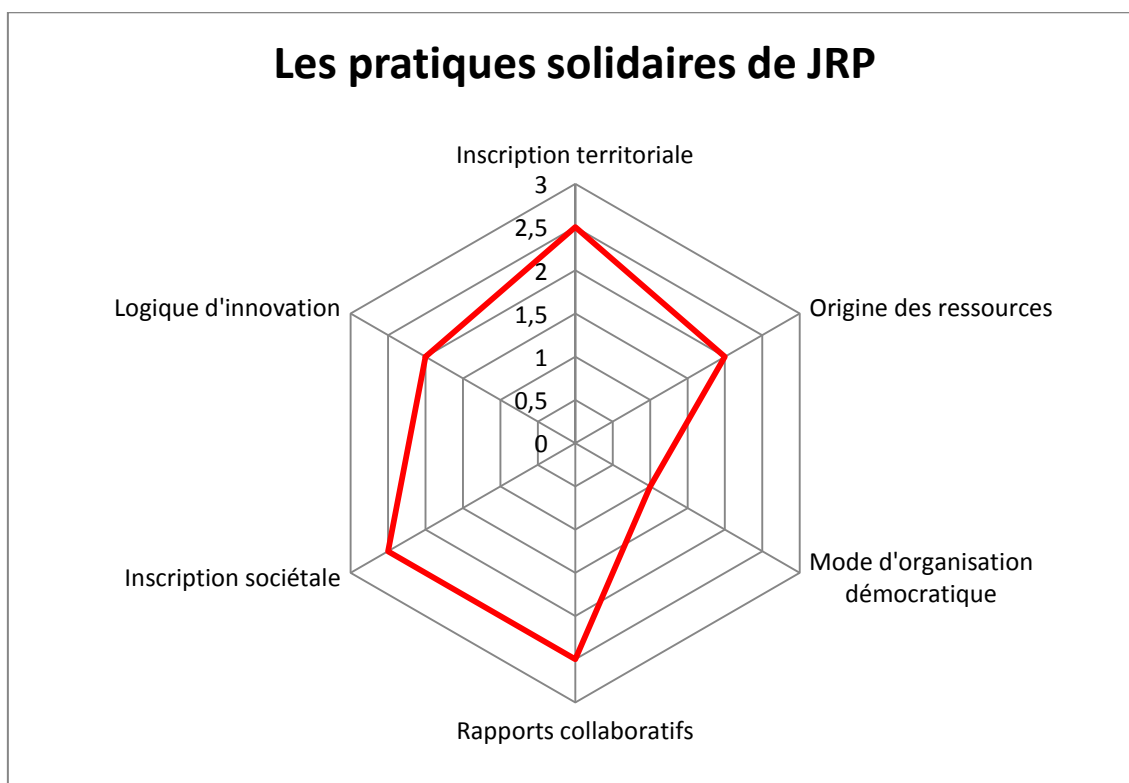 Les pratiques solidaires de JRP
Inscription territoriale
3
2,5
2
1,5
1
0,5
0
Origine des ressources
Mode d'organisation
démocratique
Rapports collaboratifs
Inscription sociétale
Logique d'innovation